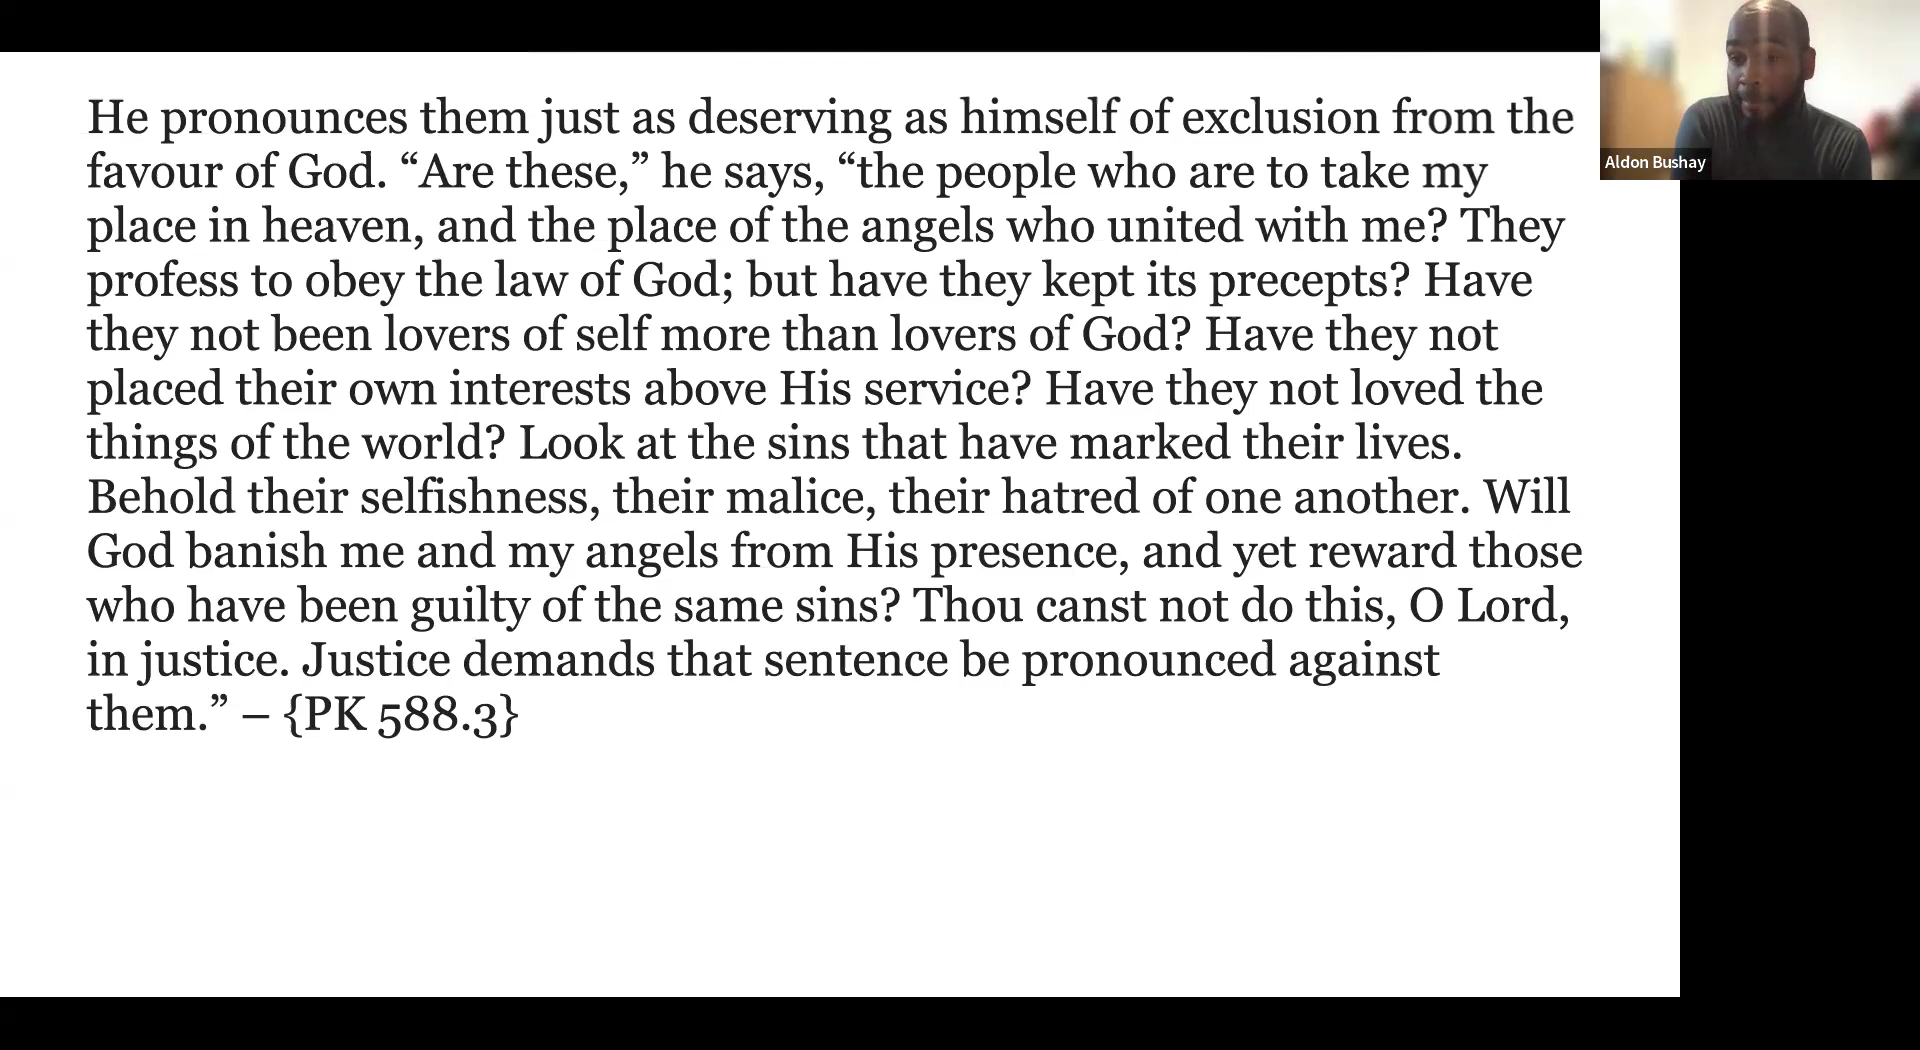 He pronounces them just as deserving as himself of exclusion from the
favour of God. “Are these,” he says, “the people who are to take my
place in heaven, and the place of the angels who united with me? They
profess to obey the law of God; but have they kept its precepts? Have
they not been lovers of self more than lovers of God? Have they not
placed their own interests above His service? Have they not loved the
things of the world? Look at the sins that have marked their lives.
Behold their selfishness, their malice, their hatred of one another. Will
God banish me and my angels from His presence, and yet reward those
who have been guilty of the same sins? Thou canst not do this, O Lord,
in justice. Justice demands that sentence be pronounced against
them.” – {PK 588.3}
Aldon Bushay